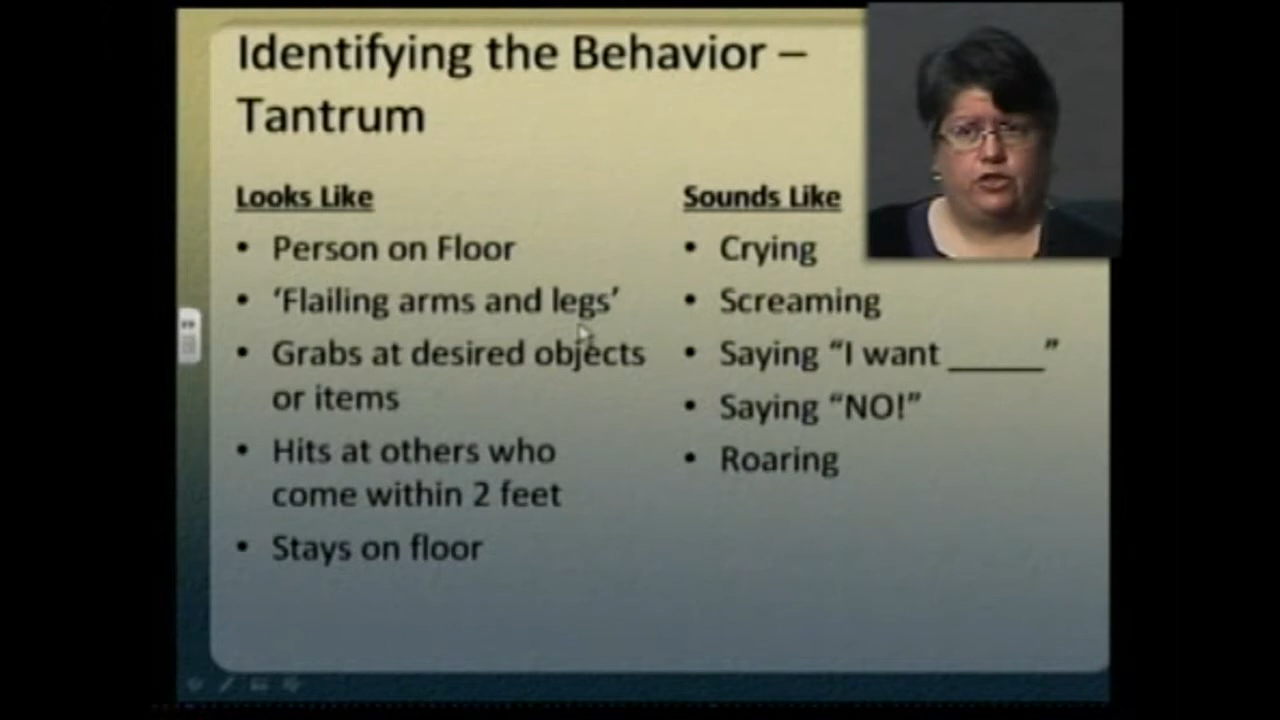 Identifying the Behavior –
Tantrum
Looks Like
• Person on Floor
• ‘Flailing arms and legs’
• Grabs at desired objects
or items
• Hits at others who
come within 2 feet
• Stays on floor
Sounds Like
• Crying
• Screaming
• Saying “I want _____”
• Saying “NO!”
• Roaring